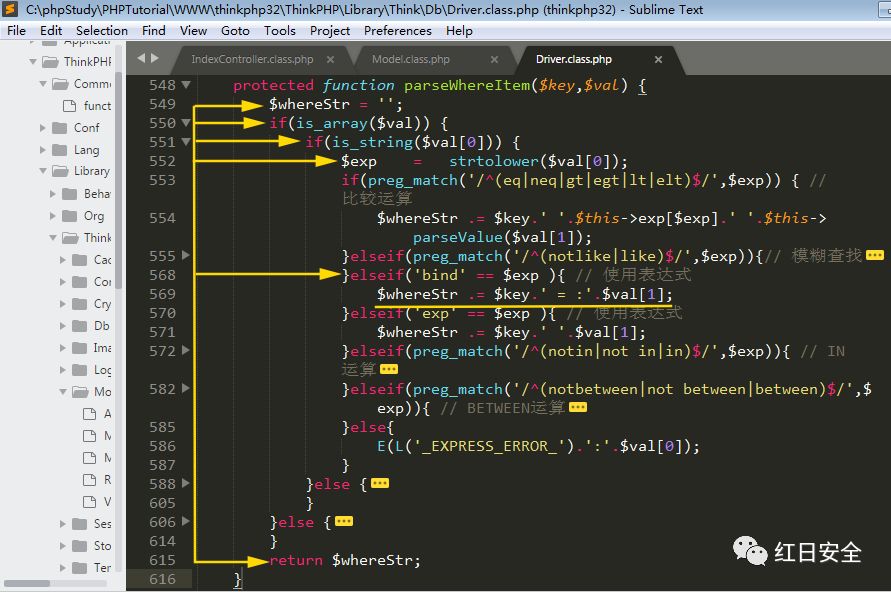 C:\phpStudy\PHPTutorial\WWW\thinkphp32\ThinkPHP\Library\Think\Db\Driver.class.php (thinkphp32) - Sublime Text
File Edit Selection Find View Goto Tools Project Preferences Help
IndexController.class.php × Model.class.php × Driver.class.php ×
ThinkPHP
Comm
funct
Conf
Lang
Library
Beha
Org
Think
Cac
Cor
Cry
Db
Ima
Log
Mo
A
M
M
R
V
Ses
Sto
Ten
548 protected function parseWhereItem($key,$val) {
549 $whereStr = '';
550 if(is_array($val)) {
551 if(is_string($val[0])) {
552 $exp = strtolower($val[0]);
553 if(preg_match('/^(eq|neq|gt|egt|lt|elt)$/',$exp)) { //
比较运算
554 $whereStr .= $key.' '.$this->exp[$exp].' '.$this->
parseValue($val[1]);
555 }elseif(preg_match('/^(notlike|like)$/',$exp)){// 模糊查找
568 }elseif('bind' == $exp ){ // 使用表达式
569 $whereStr .= $key.' = :'.$val[1];
570 }elseif('exp' == $exp ){ // 使用表达式
571 $whereStr .= $key.' '.$val[1];
572 }elseif(preg_match('/^(notin|not in|in)$/',$exp)){ // IN
运算
582 }elseif(preg_match('/^(notbetween|not between|between)$/',$
exp)){ // BETWEEN运算
585 }else{
586 E(L('_EXPRESS_ERROR_').':'.$val[0]);
587 }
588 }else {
605 }
606 }else {
614 }
615 return $whereStr;
616 }
红日安全